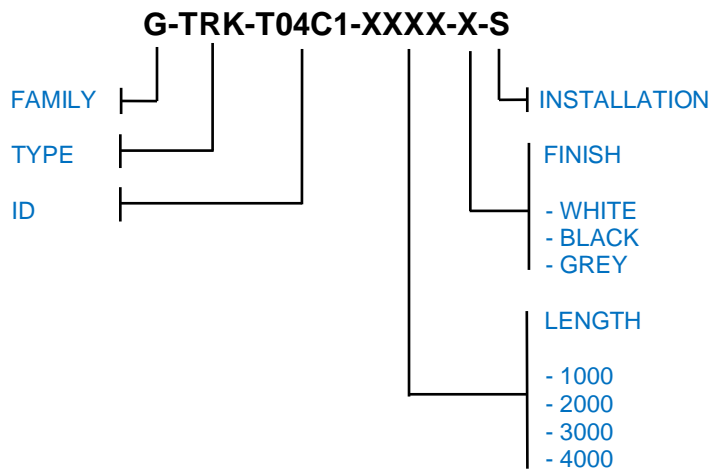 G-TRK-T04C1-XXXX-X-S
FAMILY
TYPE
ID
INSTALLATION
FINISH
- WHITE
- BLACK
- GREY
LENGTH
- 1000
- 2000
- 3000
- 4000